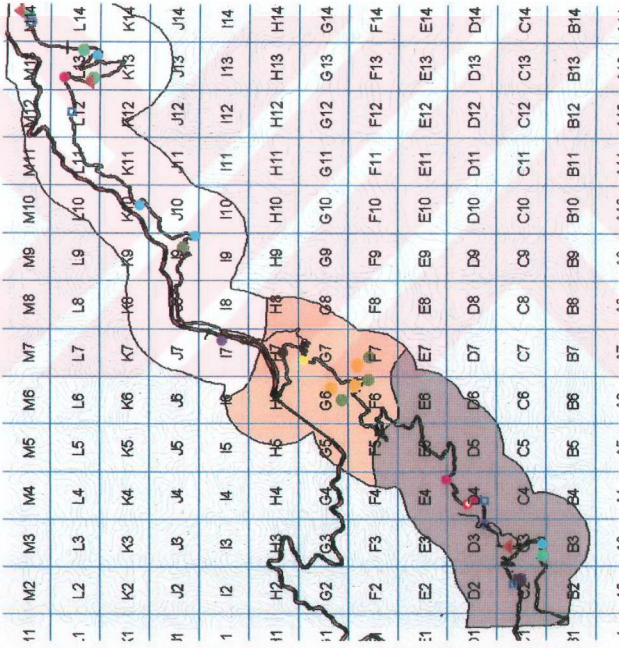 M2 M3 M4 M5 M6 M7 M8 M9 M10 M11 M12 M13 M14
L2 L3 L4 L5 L6 L7 L8 L9 L10 L11 L12 L13 L14
K2 K3 K4 K5 K6 K7 K8 K9 K10 K11 K12 K13 K14
J1 J2 J3 J4 J5 J6 J7 J8 J9 J10 J11 J12 J13 J14
I2 I3 I4 I5 I6 I7 I8 I9 I10 I11 I12 I13 I14
H1 H2 H3 H4 H5 H6 H7 H8 H9 H10 H11 H12 H13 H14
G1 G2 G3 G4 G5 G6 G7 G8 G9 G10 G11 G12 G13 G14
F2 F3 F4 F5 F6 F7 F8 F9 F10 F11 F12 F13 F14
E1 E2 E3 E4 E5 E6 E7 E8 E9 E10 E11 E12 E13 E14
D1 D2 D3 D4 D5 D6 D7 D8 D9 D10 D11 D12 D13 D14
C2 C3 C4 C5 C6 C7 C8 C9 C10 C11 C12 C13 C14
B1 B2 B3 B4 B5 B6 B7 B8 B9 B10 B11 B12 B13 B14